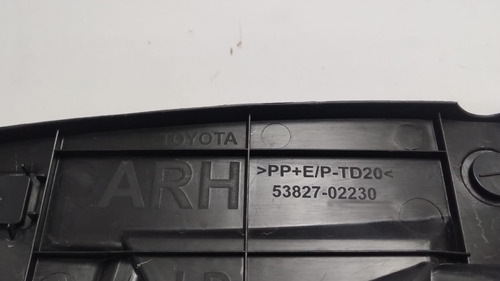 TOYOTA
ARH
>PP+E/P-TD20<
53827-02230